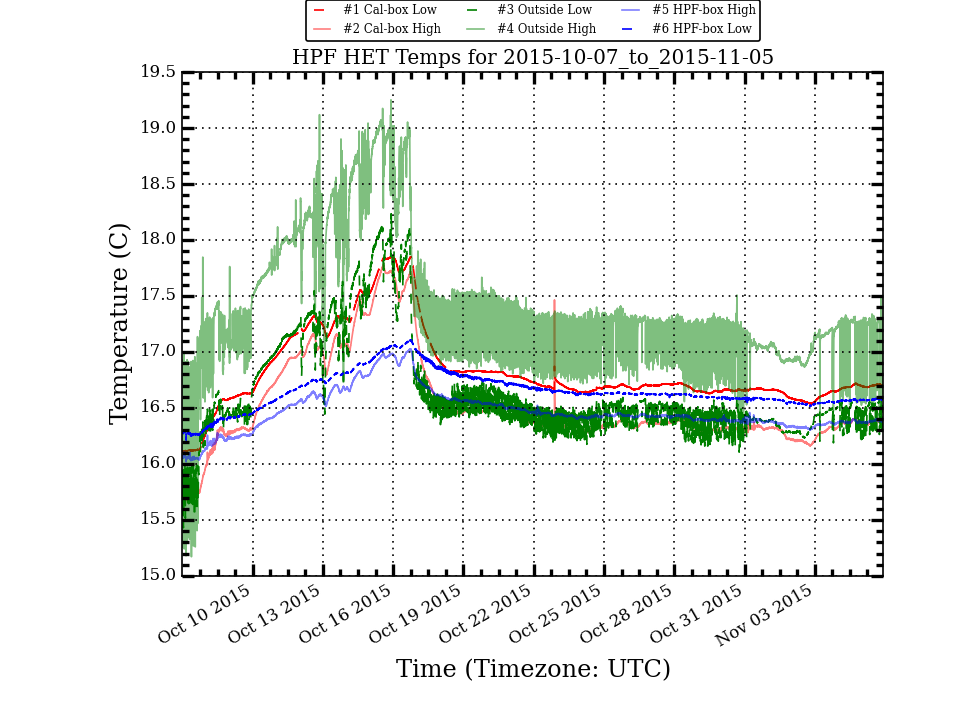 #1 Cal-box Low #3 Outside Low #5 HPF-box High
#2 Cal-box High #4 Outside High #6 HPF-box Low
HPF HET Temps for 2015-10-07_to_2015-11-05
19.5
19.0
18.5
18.0
17.5
17.0
16.5
16.0
15.5
15.0
Temperature (C)
Oct 10 2015 Oct 13 2015 Oct 16 2015 Oct 19 2015 Oct 22 2015 Oct 25 2015 Oct 28 2015 Oct 31 2015 Nov 03 2015
Time (Timezone: UTC)